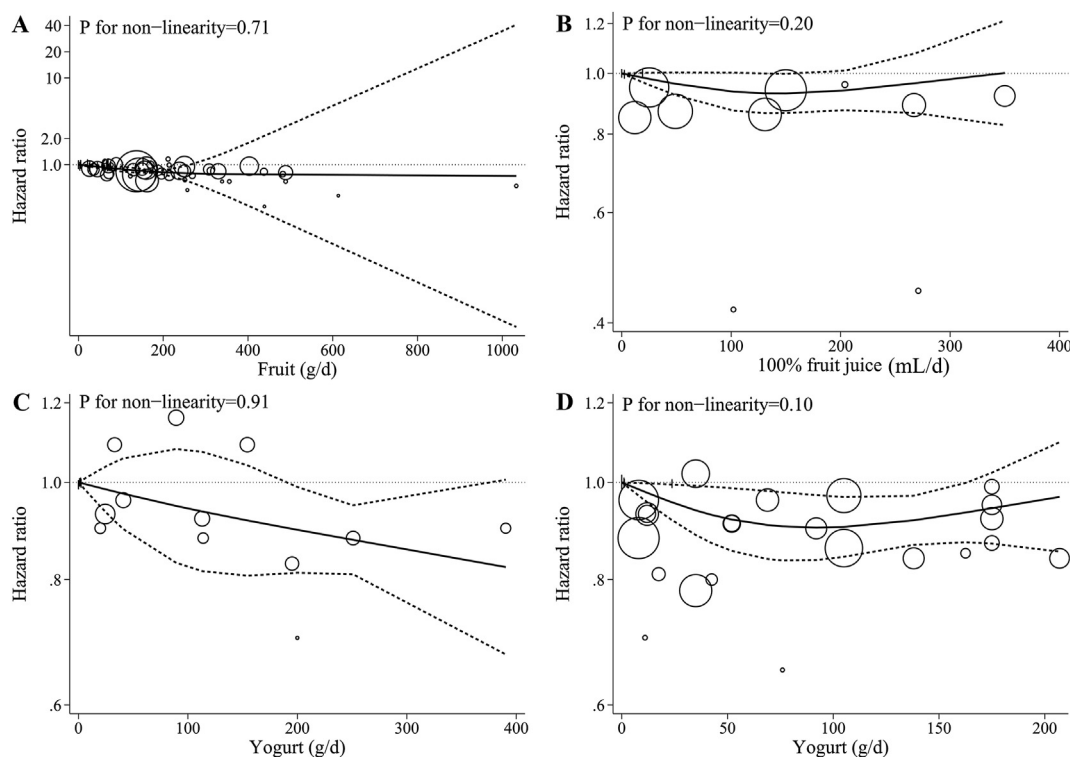 A
P for non−linearity=0.71
Hazard ratio
40
20
10
2.0
1.0
0 200 400 600 800 1000
Fruit (g/d)
B
P for non−linearity=0.20
Hazard ratio
1.2
1.0
.8
.6
.4
0 100 200 300 400
100% fruit juice (mL/d)
C
P for non−linearity=0.91
Hazard ratio
1.2
1.0
.8
.6
0 100 200 300 400
Yogurt (g/d)
D
P for non−linearity=0.10
Hazard ratio
1.2
1.0
.8
.6
0 50 100 150 200
Yogurt (g/d)